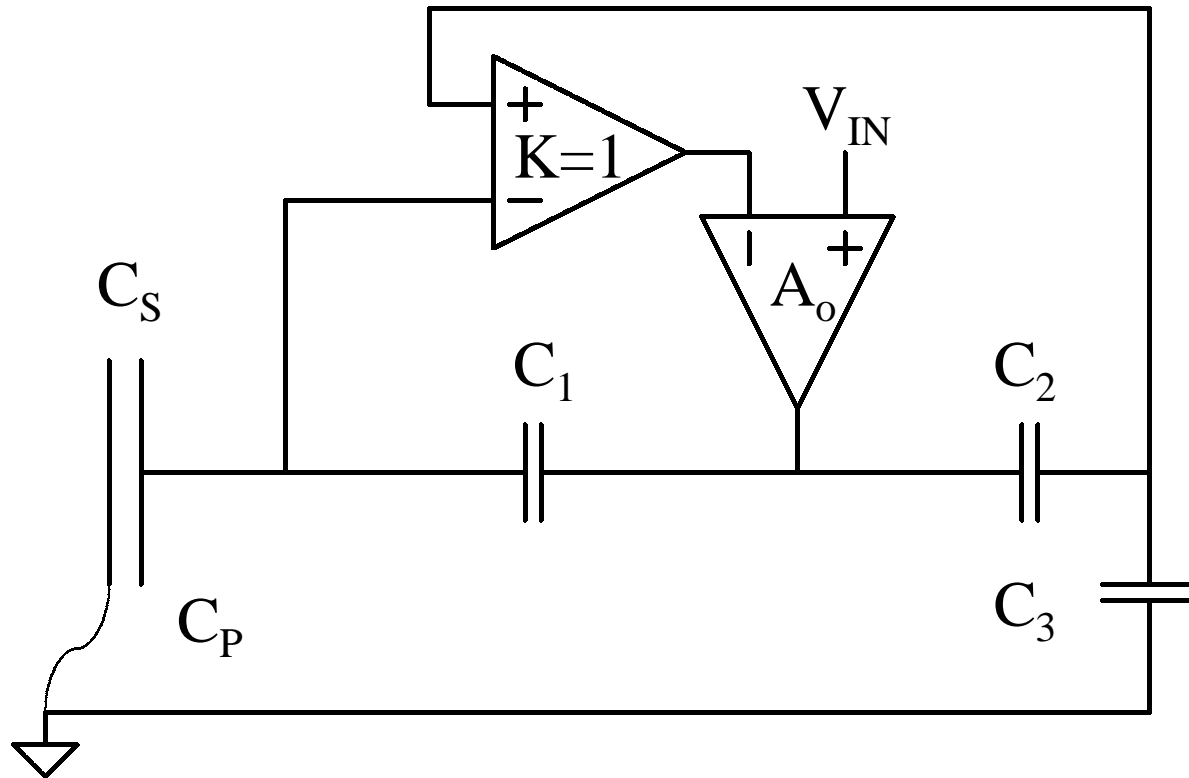 V_IN
+
K=1
−
− +
A_o
C_S
C_1
C_2
C_P
C_3